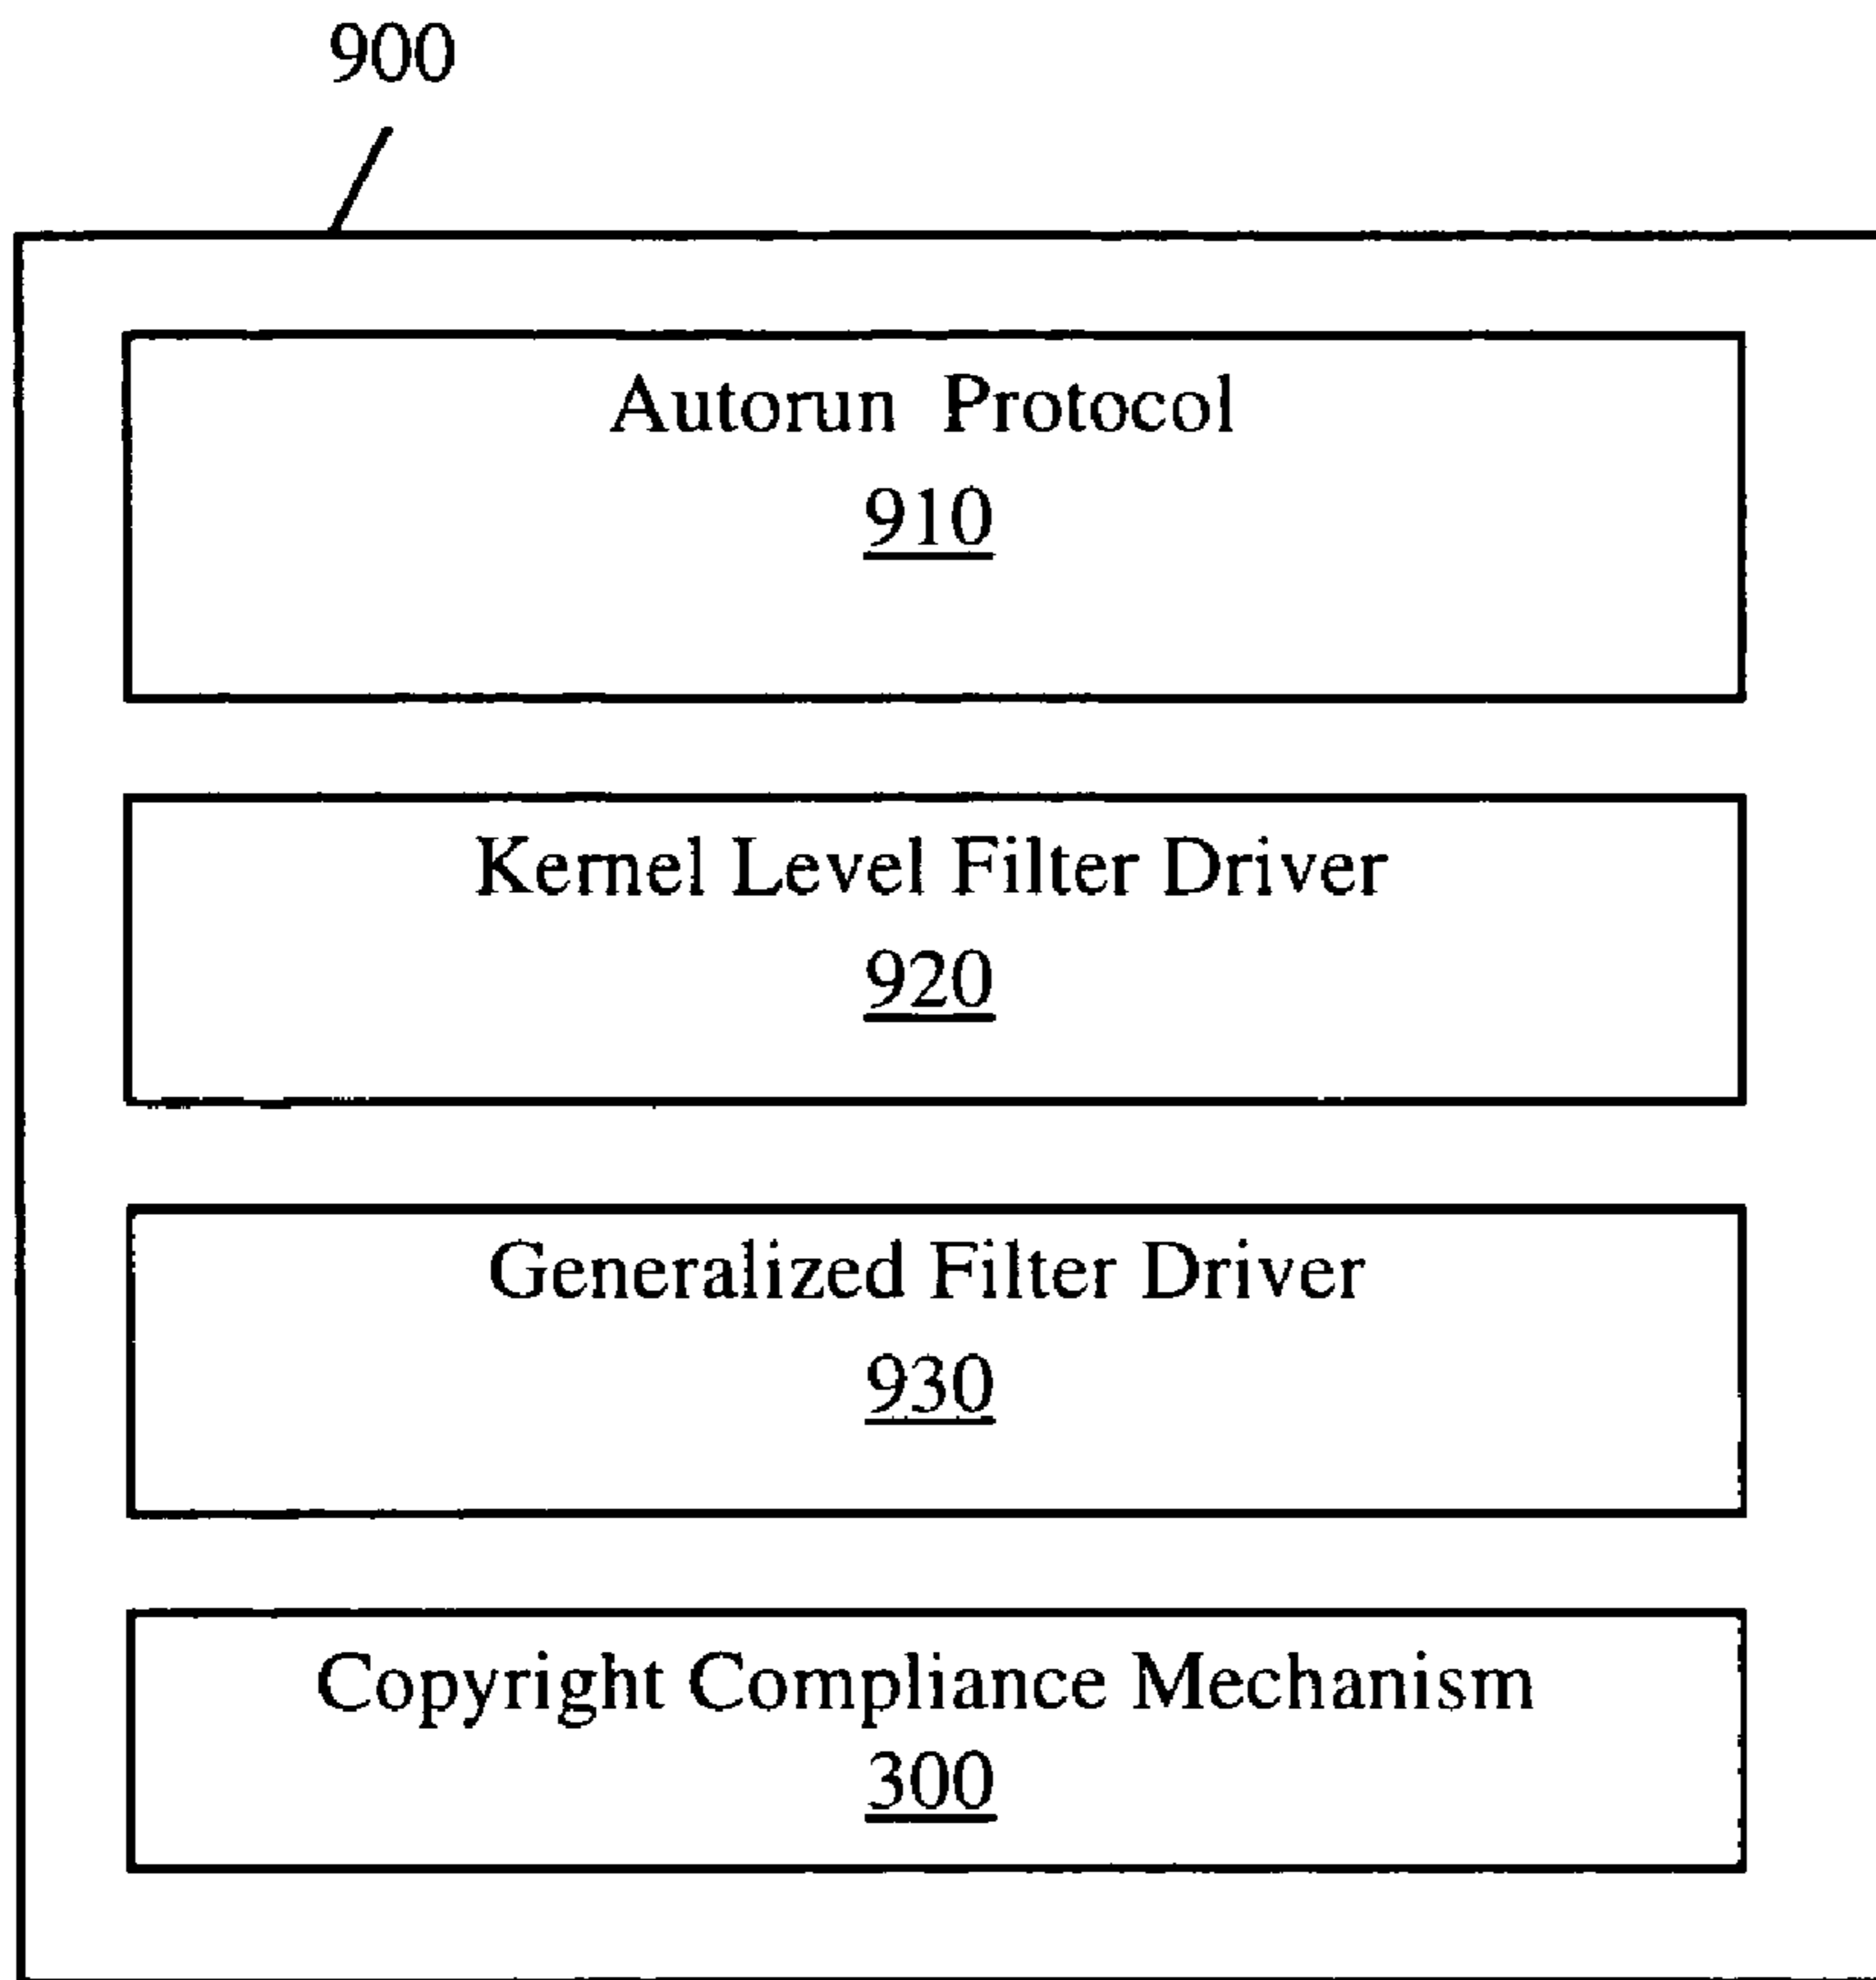 900
Autorun Protocol
910
Kernel Level Filter Driver
920
Generalized Filter Driver
930
Copyright Compliance Mechanism
300